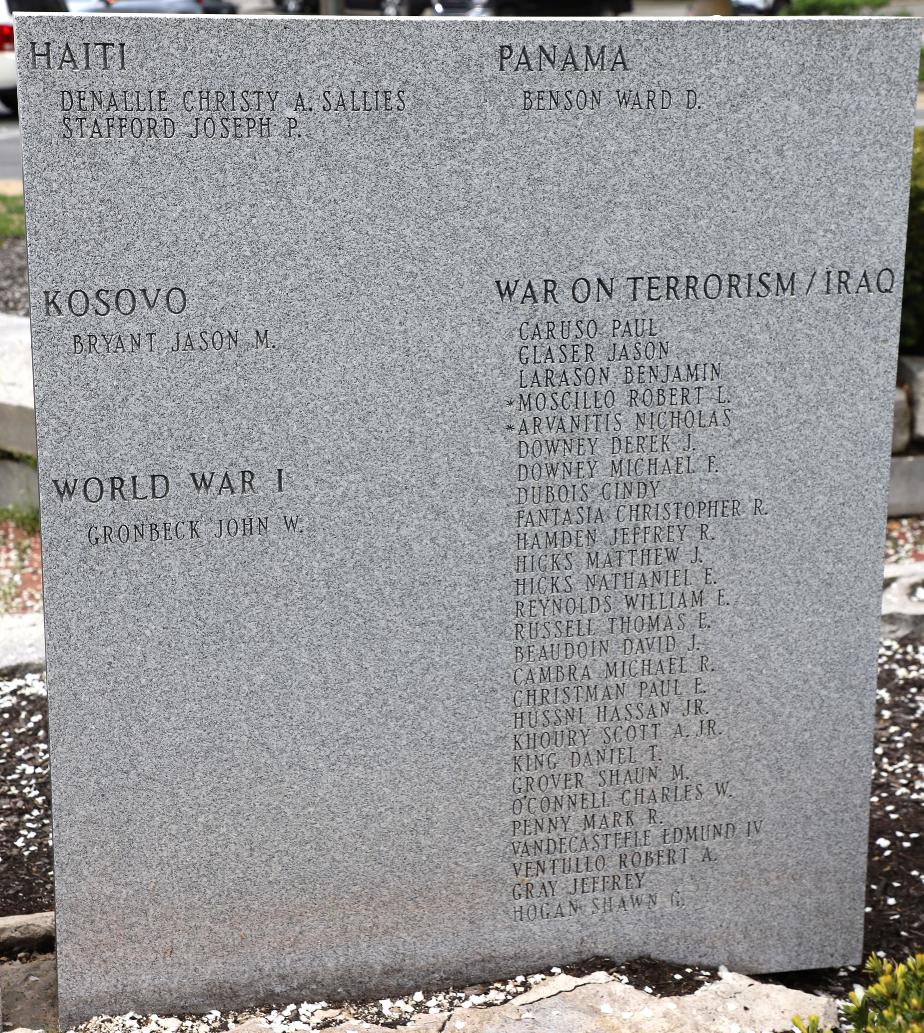 HAITI
DENALLIE CHRISTY A. SALLIES
STAFFORD JOSEPH P.
KOSOVO
BRYANT JASON M.
WORLD WAR I
GRONBECK JOHN W.
PANAMA
BENSON WARD D.
WAR ON TERRORISM / IRAQ
CARUSO PAUL
GLASER JASON
LARASON BENJAMIN
*MOSCILLO ROBERT L.
*ARVANITIS NICHOLAS
DOWNEY DEREK J.
DOWNEY MICHAEL F.
DUBOIS CINDY
FANTASIA CHRISTOPHER R.
HAMDEN JEFFREY R.
HICKS MATTHEW J.
HICKS NATHANIEL E.
REYNOLDS WILLIAM E.
RUSSELL THOMAS E.
BEAUDOIN DAVID J.
CAMBRA MICHAEL R.
CHRISTMAN PAUL E.
HUSSNI HASSAN JR.
KHOURY SCOTT A. JR.
KING DANIEL T.
GROVER SHAUN M.
O'CONNELL CHARLES W.
PENNY MARK R.
VANDECASTEELE EDMUND IV
VENTULLO ROBERT A.
GRAY JEFFREY
HOGAN SHAWN G.